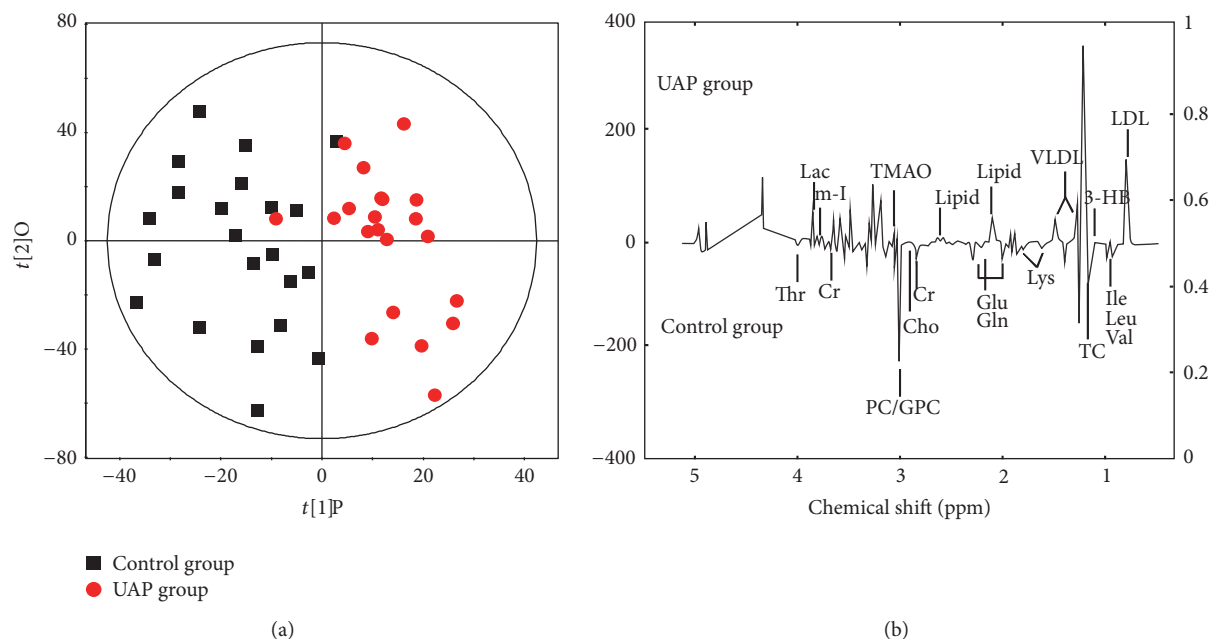 80
40
0
−40
−80
−40
−20
0
20
40
t[2]O
t[1]P
Control group
UAP group
(a)
400
200
0
−200
−400
1
0.8
0.6
0.4
0.2
0
UAP group
Control group
Lac
m-I
TMAO
Lipid
Lipid
VLDL
3-HB
LDL
Thr
Cr
Cho
Cr
Glu
Gln
Lys
TC
Ile
Leu
Val
PC/GPC
5
4
3
2
1
Chemical shift (ppm)
(b)